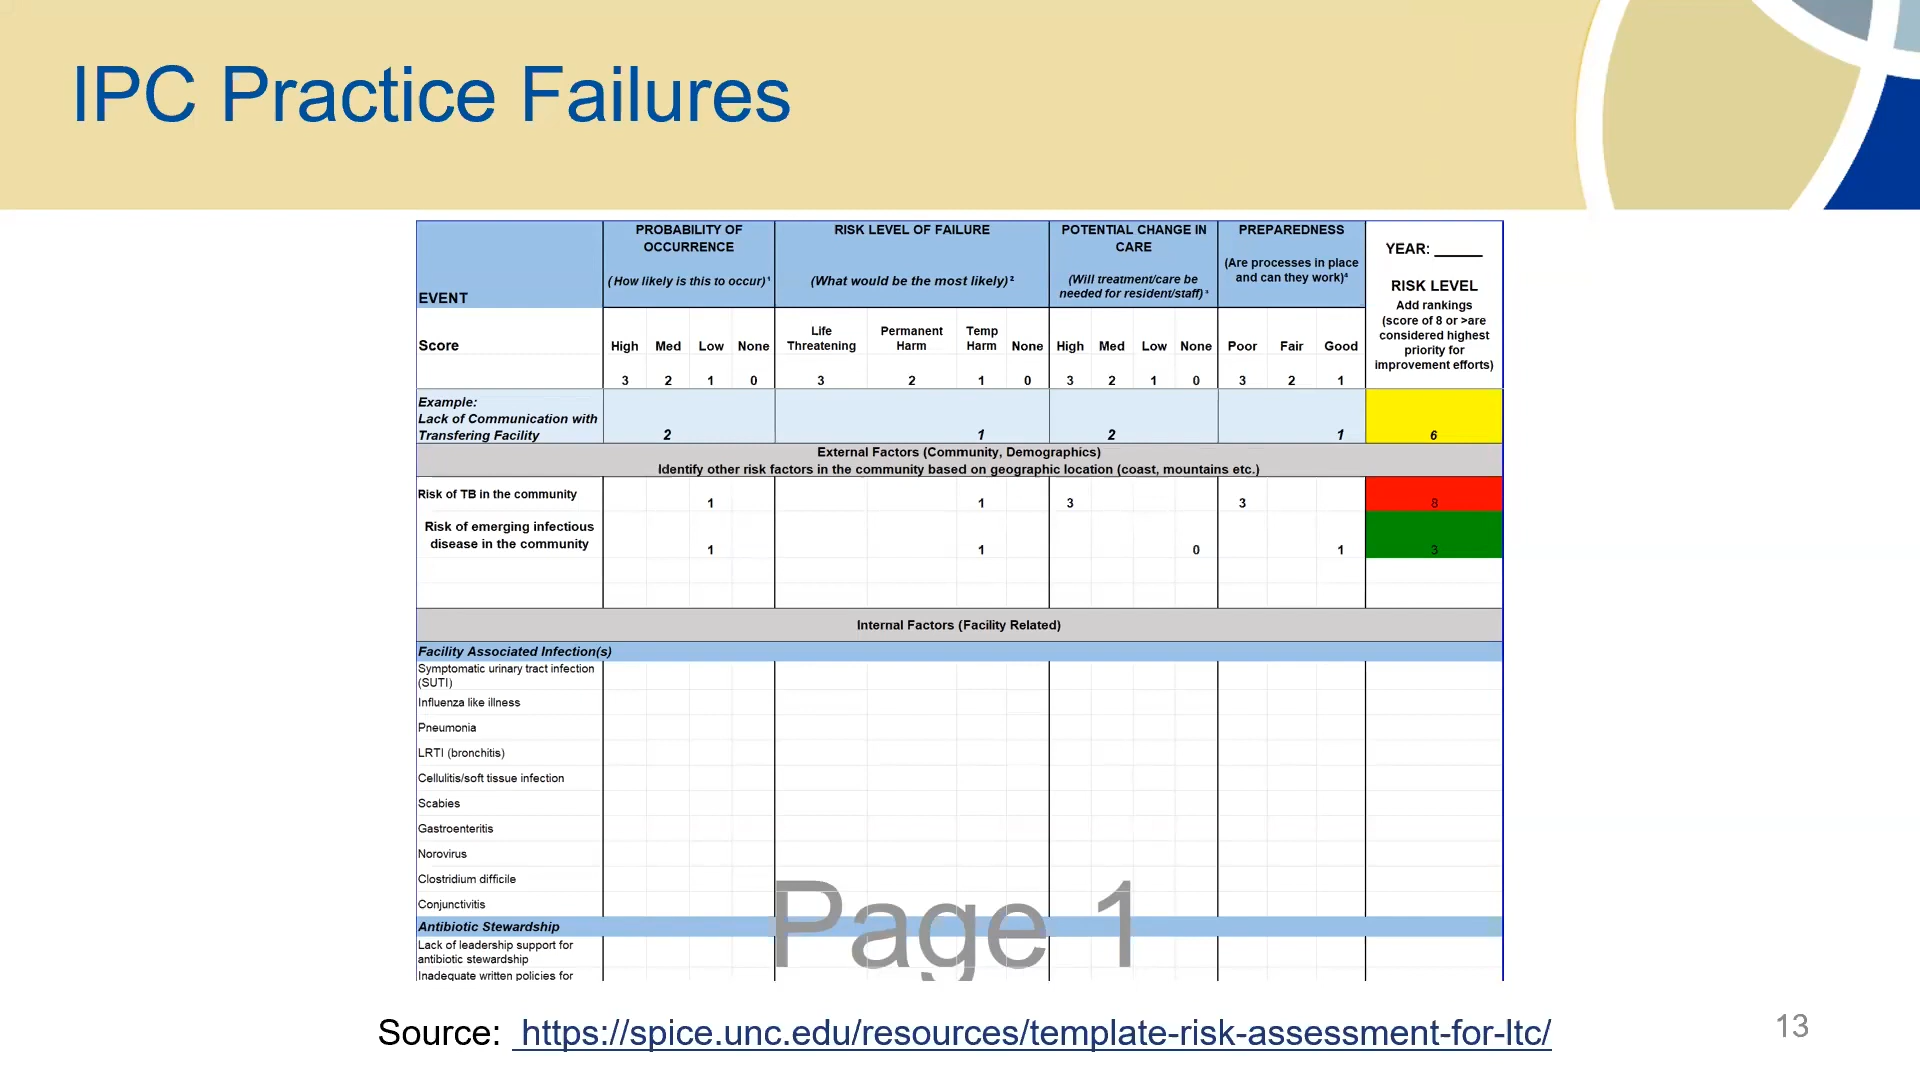 IPC Practice Failures
EVENT
PROBABILITY OF
OCCURRENCE
(How likely is this to occur)¹
RISK LEVEL OF FAILURE
(What would be the most likely)²
POTENTIAL CHANGE IN
CARE
(Will treatment/care be
needed for resident/staff)³
PREPAREDNESS
(Are processes in place
and can they work)⁴
YEAR: _____
RISK LEVEL
Add rankings
(score of 8 or >are
considered highest
priority for
improvement efforts)
Score
High Med Low None
Life
Threatening
Permanent
Harm
Temp
Harm
None
High Med Low None
Poor Fair Good
3 2 1 0 3 2 1 0 3 2 1 0 3 2 1
Example:
Lack of Communication with
Transfering Facility
2 1 2 1 6
External Factors (Community, Demographics)
Identify other risk factors in the community based on geographic location (coast, mountains etc.)
Risk of TB in the community
1 1 3 3 8
Risk of emerging infectious
disease in the community
1 1 0 1 3
Internal Factors (Facility Related)
Facility Associated Infection(s)
Symptomatic urinary tract infection
(SUTI)
Influenza like illness
Pneumonia
LRTI (bronchitis)
Cellulitis/soft tissue infection
Scabies
Gastroenteritis
Norovirus
Clostridium difficile
Conjunctivitis
Page 1
Antibiotic Stewardship
Lack of leadership support for
antibiotic stewardship
Inadequate written policies for
Source: https://spice.unc.edu/resources/template-risk-assessment-for-ltc/
13